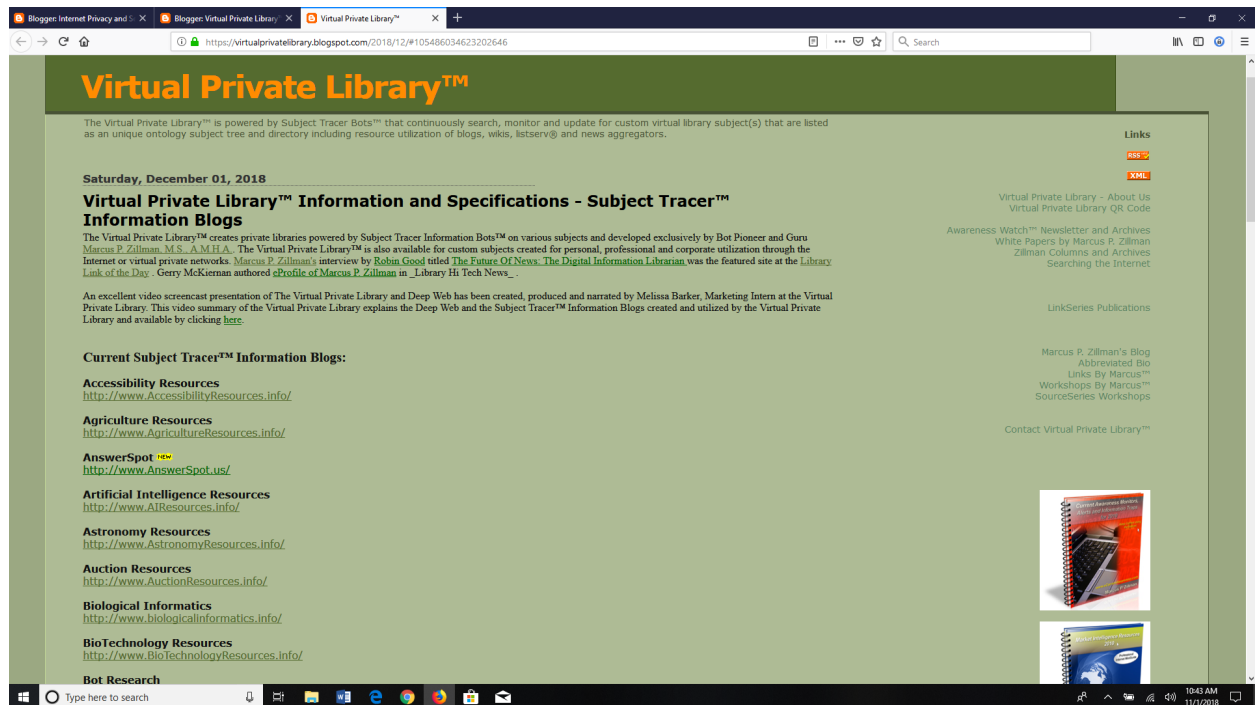 Blogger: Internet Privacy and S
Blogger: Virtual Private Library
Virtual Private Library™
https://virtualprivatelibrary.blogspot.com/2018/12/#105486034623202646
Search
Virtual Private Library™
The Virtual Private Library™ is powered by Subject Tracer Bots™ that continuously search, monitor and update for custom virtual library subject(s) that are listed
as an unique ontology subject tree and directory including resource utilization of blogs, wikis, listserv® and news aggregators.
Saturday, December 01, 2018
Virtual Private Library™ Information and Specifications - Subject Tracer™
Information Blogs
The Virtual Private Library™ creates private libraries powered by Subject Tracer Information Bots™ on various subjects and developed exclusively by Bot Pioneer and Guru
Marcus P. Zillman, M.S., A.M.H.A.. The Virtual Private Library™ is also available for custom subjects created for personal, professional and corporate utilization through the
Internet or virtual private networks. Marcus P. Zillman's interview by Robin Good titled The Future Of News: The Digital Information Librarian was the featured site at the Library
Link of the Day . Gerry McKiernan authored eProfile of Marcus P. Zillman in _Library Hi Tech News_ .
An excellent video screencast presentation of The Virtual Private Library and Deep Web has been created, produced and narrated by Melissa Barker, Marketing Intern at the Virtual
Private Library. This video summary of the Virtual Private Library explains the Deep Web and the Subject Tracer™ Information Blogs created and utilized by the Virtual Private
Library and available by clicking here.
Current Subject Tracer™ Information Blogs:
Accessibility Resources
http://www.AccessibilityResources.info/
Agriculture Resources
http://www.AgricultureResources.info/
AnswerSpot NEW
http://www.AnswerSpot.us/
Artificial Intelligence Resources
http://www.AIResources.info/
Astronomy Resources
http://www.AstronomyResources.info/
Auction Resources
http://www.AuctionResources.info/
Biological Informatics
http://www.biologicalinformatics.info/
BioTechnology Resources
http://www.BioTechnologyResources.info/
Bot Research
Links
RSS
XML
Virtual Private Library - About Us
Virtual Private Library QR Code
Awareness Watch™ Newsletter and Archives
White Papers by Marcus P. Zillman
Zillman Columns and Archives
Searching the Internet
LinkSeries Publications
Marcus P. Zillman's Blog
Abbreviated Bio
Links By Marcus™
Workshops By Marcus™
SourceSeries Workshops
Contact Virtual Private Library™
Type here to search
10:43 AM
11/1/2018